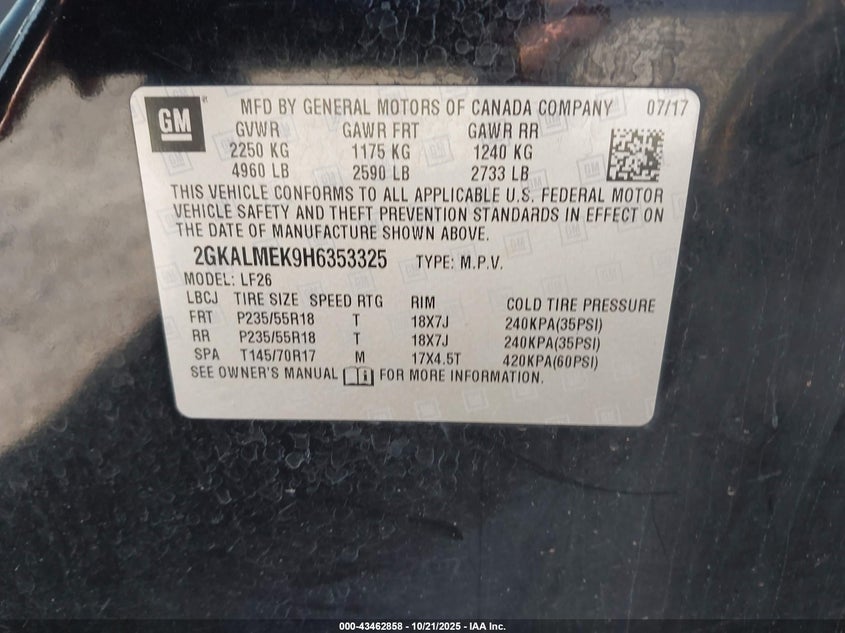 GM MFD BY GENERAL MOTORS OF CANADA COMPANY 07/17
GVWR GAWR FRT GAWR RR
2250 KG 1175 KG 1240 KG
4960 LB 2590 LB 2733 LB
THIS VEHICLE CONFORMS TO ALL APPLICABLE U.S. FEDERAL MOTOR
VEHICLE SAFETY AND THEFT PREVENTION STANDARDS IN EFFECT ON
THE DATE OF MANUFACTURE SHOWN ABOVE.
2GKALMEK9H6353325 TYPE: M.P.V.
MODEL: LF26
LBCJ TIRE SIZE SPEED RTG RIM COLD TIRE PRESSURE
FRT P235/55R18 T 18X7J 240KPA(35PSI)
RR P235/55R18 T 18X7J 240KPA(35PSI)
SPA T145/70R17 M 17X4.5T 420KPA(60PSI)
SEE OWNER'S MANUAL FOR MORE INFORMATION.
000-43462858 - 10/21/2025 - IAA Inc.